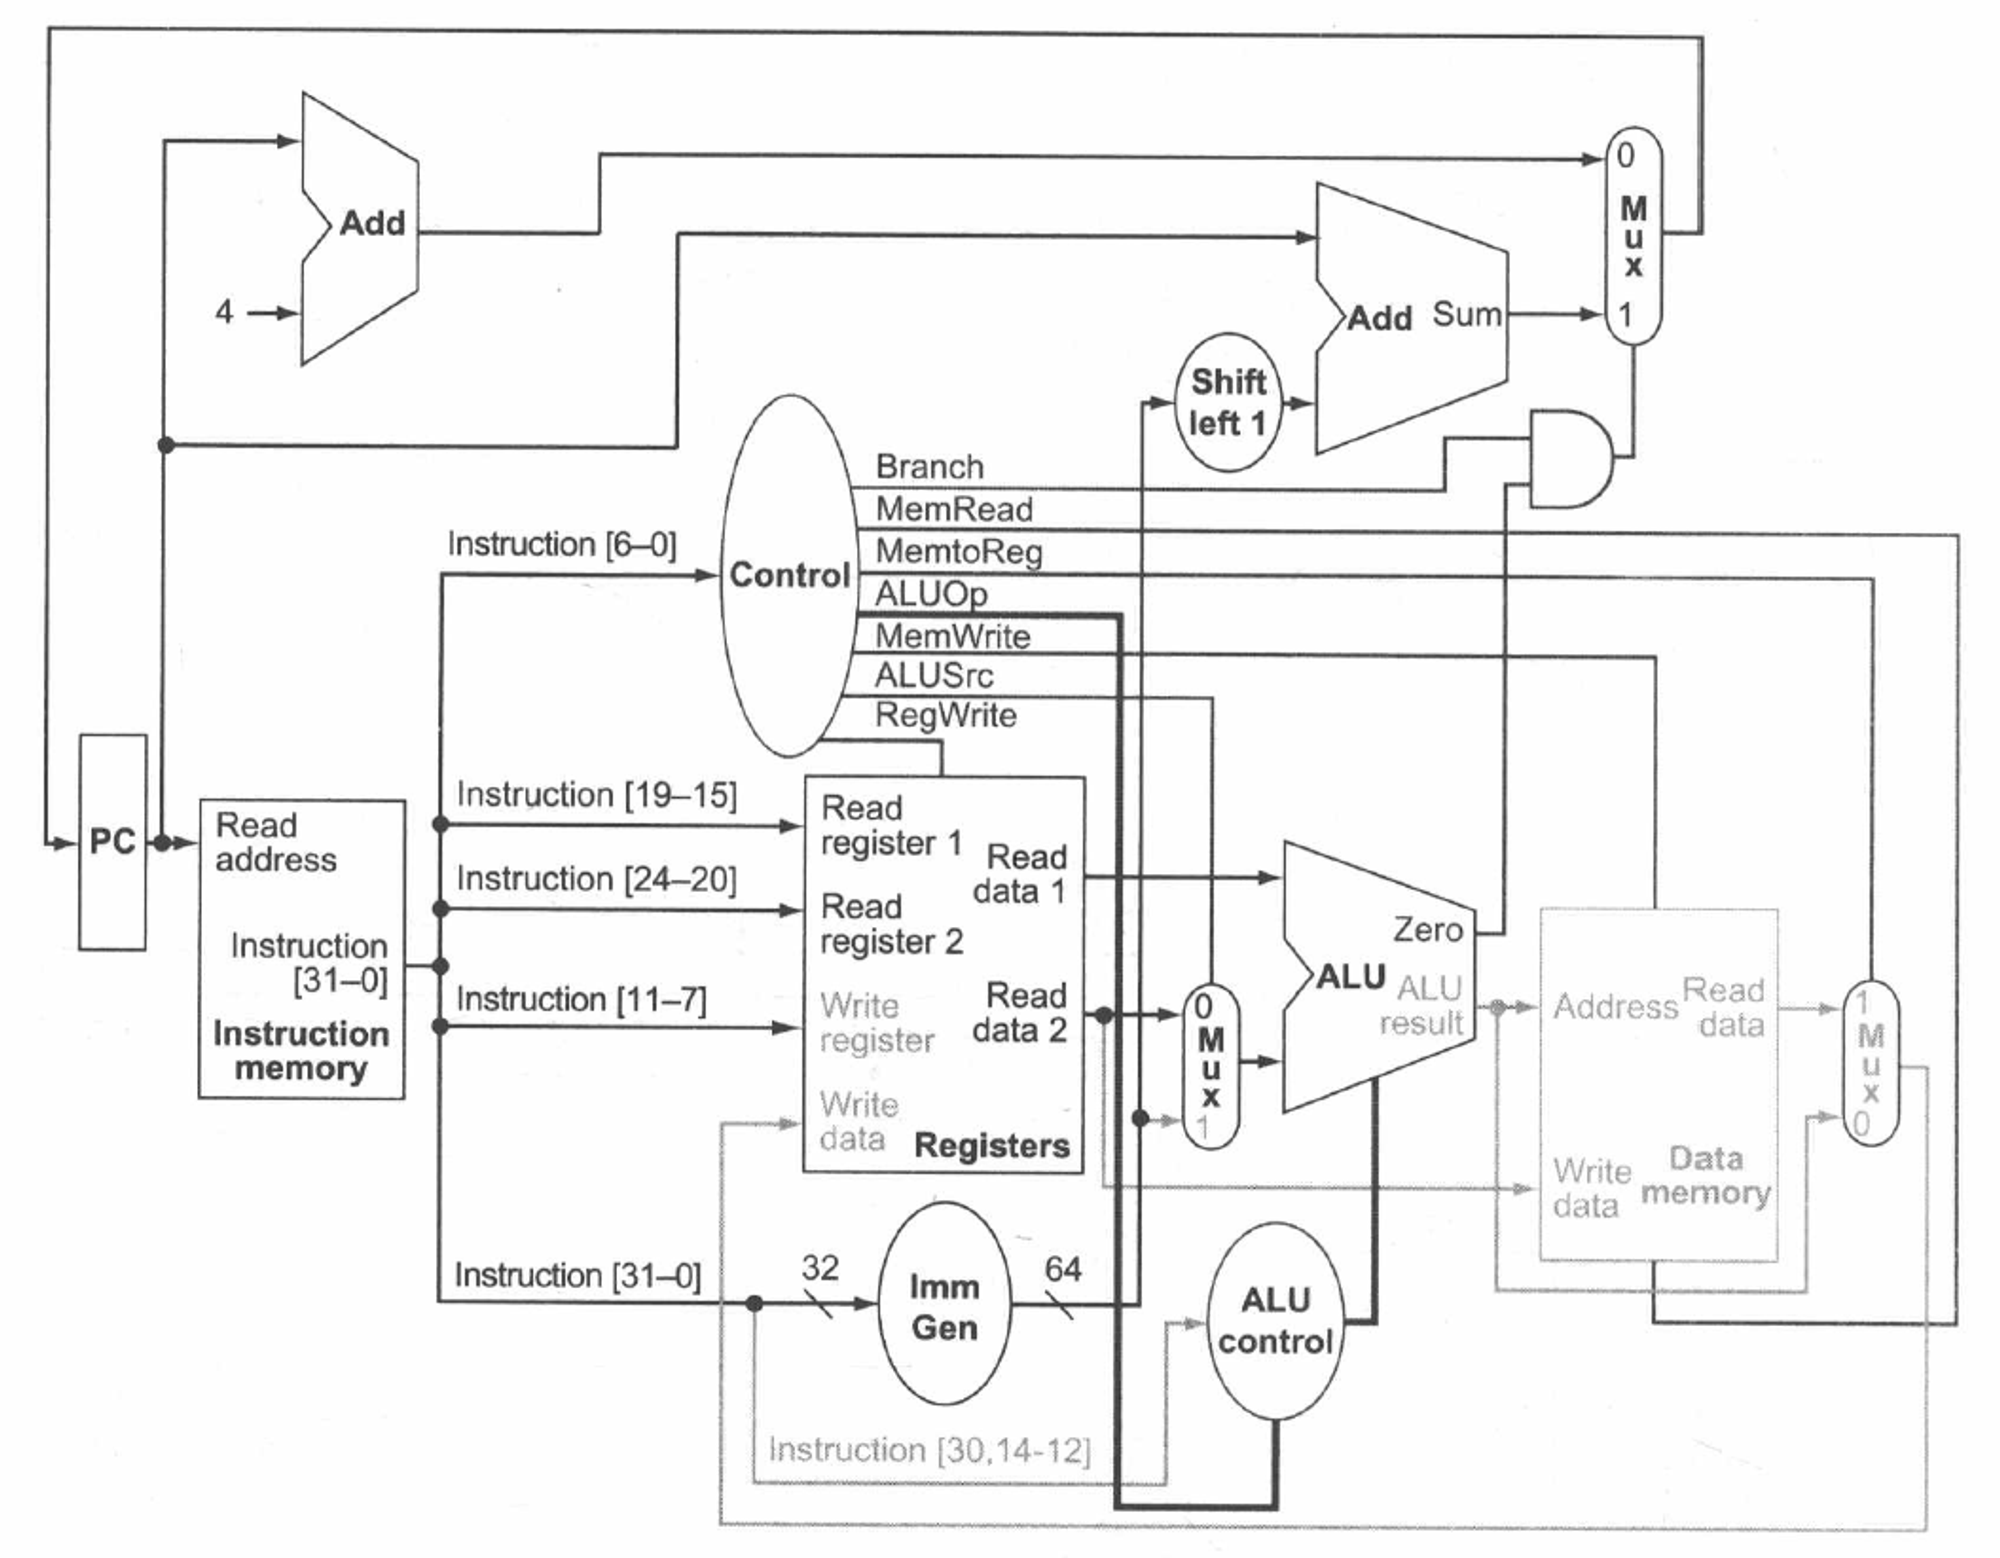 Add
4
0
M
u
x
1
Add Sum
Shift
left 1
Branch
MemRead
MemtoReg
ALUOp
MemWrite
ALUSrc
RegWrite
Instruction [6–0]
Control
PC
Read
address
Instruction
[31–0]
Instruction
memory
Instruction [19–15]
Instruction [24–20]
Instruction [11–7]
Instruction [31–0]
Read
register 1
Read
register 2
Write
register
Write
data
Read
data 1
Read
data 2
Registers
0
M
u
x
1
Zero
ALU
ALU
result
Address
Read
data
Write
data
Data
memory
1
M
u
x
0
32
Imm
Gen
64
ALU
control
Instruction [30,14-12]